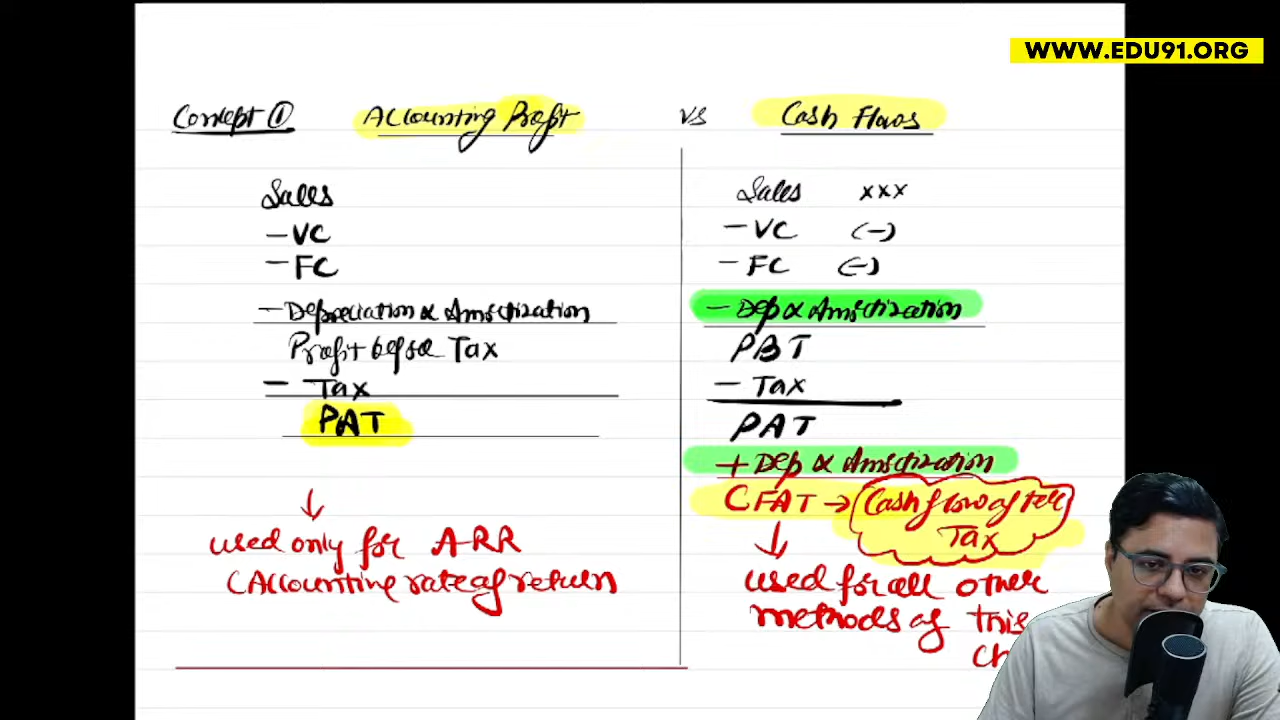 WWW.EDU91.ORG
Concept ① Accounting Profit vs Cash Flows
Sales
- VC
- FC
- Depreciation & Amortization
Profit before Tax
- Tax
PAT
↓
used only for ARR
(Accounting rate of return
Sales xxx
- VC (-)
- FC (-)
- Dep & Amortization
PBT
- Tax
PAT
+ Dep & Amortization
CFAT → Cash flow after
Tax
↓
used for all other
methods of this
Ch